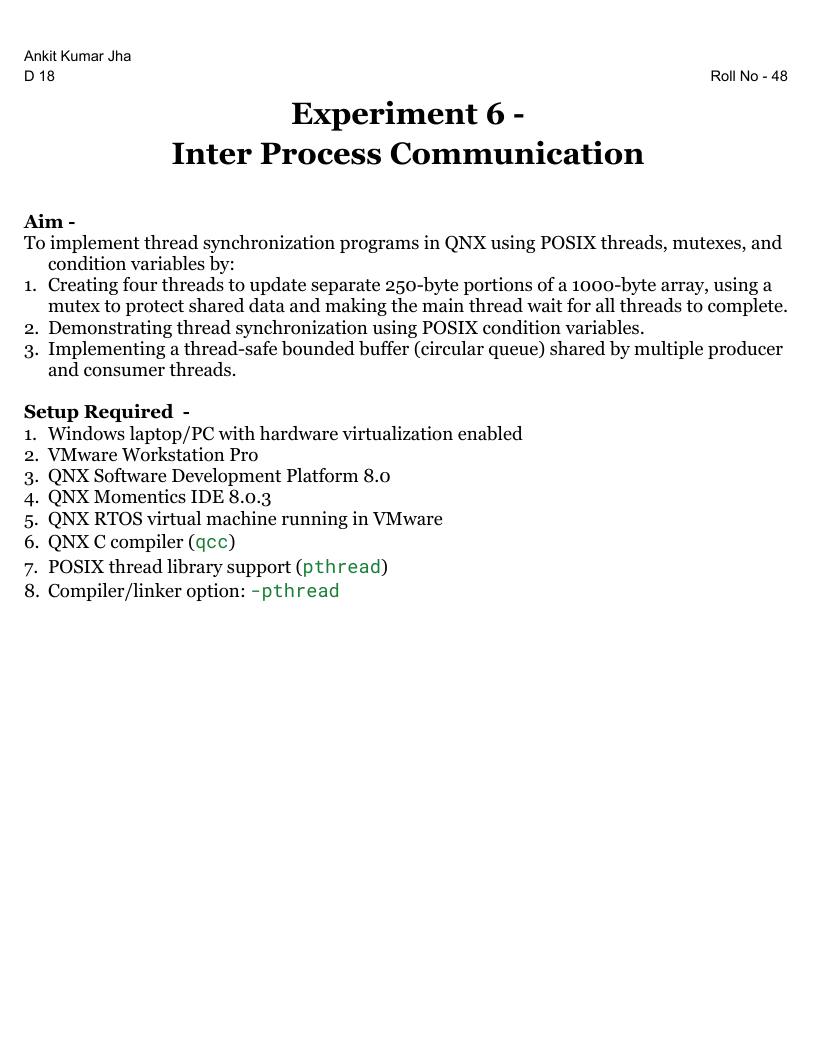 Ankit Kumar Jha
D 18
Roll No - 48
Experiment 6 -
Inter Process Communication
Aim -
To implement thread synchronization programs in QNX using POSIX threads, mutexes, and
condition variables by:
1. Creating four threads to update separate 250-byte portions of a 1000-byte array, using a
mutex to protect shared data and making the main thread wait for all threads to complete.
2. Demonstrating thread synchronization using POSIX condition variables.
3. Implementing a thread-safe bounded buffer (circular queue) shared by multiple producer
and consumer threads.
Setup Required -
1. Windows laptop/PC with hardware virtualization enabled
2. VMware Workstation Pro
3. QNX Software Development Platform 8.0
4. QNX Momentics IDE 8.0.3
5. QNX RTOS virtual machine running in VMware
6. QNX C compiler (qcc)
7. POSIX thread library support (pthread)
8. Compiler/linker option: -pthread